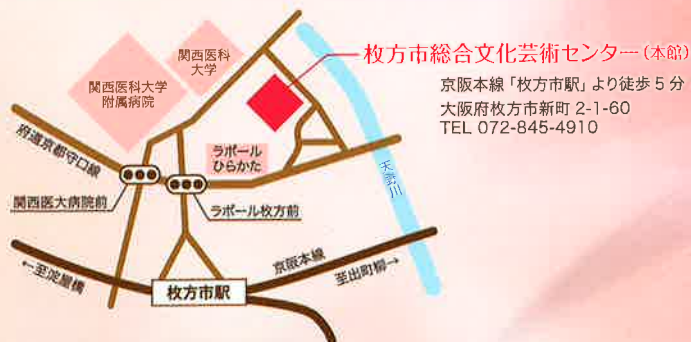 関西医科
大学
関西医科大学
附属病院
枚方市総合文化芸術センター(本館)
京阪本線「枚方市駅」より徒歩5分
大阪府枚方市新町 2-1-60
TEL 072-845-4910
府道京都守口線
ラポール
ひらかた
天野川
関西医大病院前
ラポール枚方前
←至淀屋橋
枚方市駅
京阪本線
至出町柳→